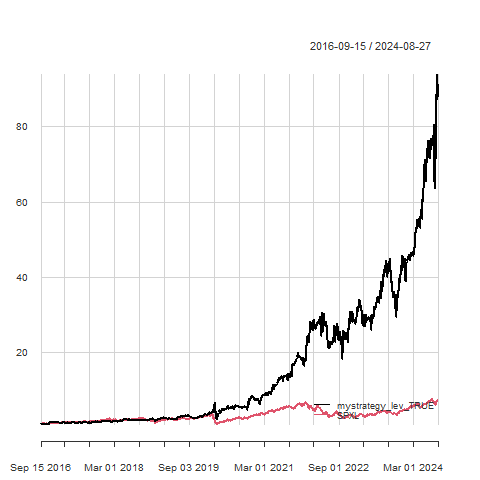 2016-09-15 / 2024-08-27
80
60
40
20
mystrategy_lev_TRUE
Sep 15 2016
Mar 01 2018
Sep 03 2019
Mar 01 2021
Sep 01 2022
Mar 01 2024